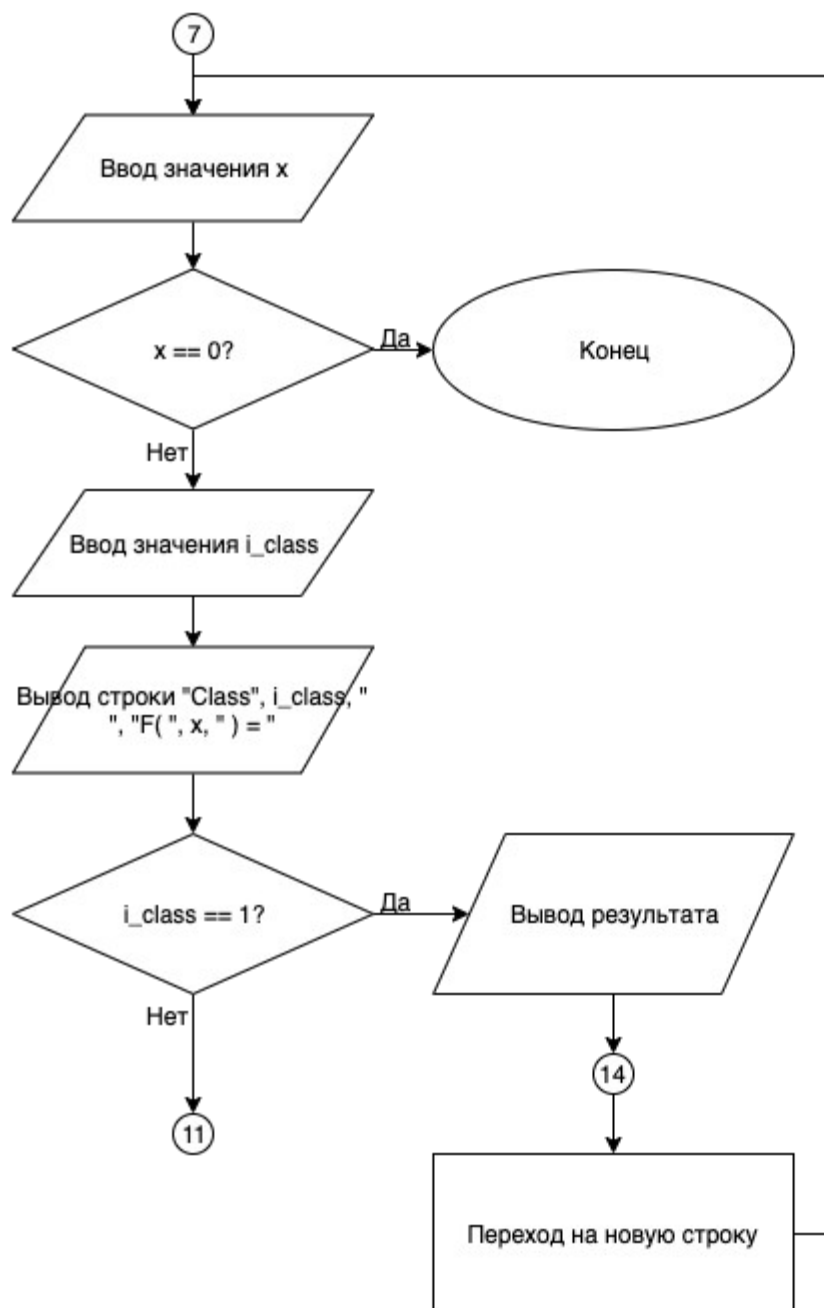 7
Ввод значения x
x == 0?
Да
Конец
Нет
Ввод значения i_class
Вывод строки "Class", i_class, "
", "F( ", x, " ) = "
i_class == 1?
Да
Вывод результата
Нет
14
11
Переход на новую строку